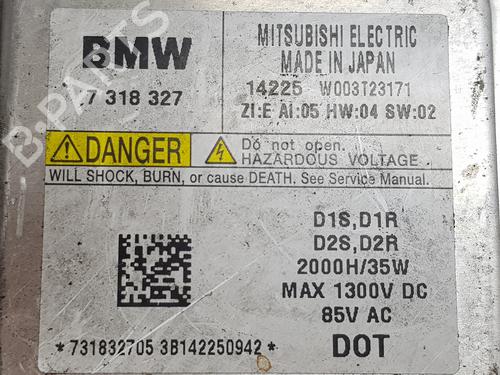 BMW
7 318 327
MITSUBISHI ELECTRIC
MADE IN JAPAN
14225 W003T23171
ZI:E AI:05 HW:04 SW:02
DANGER
Do not open.
HAZARDOUS VOLTAGE.
WILL SHOCK, BURN, or cause DEATH. See Service Manual.
D1S,D1R
D2S,D2R
2000H/35W
MAX 1300V DC
85V AC
DOT
*731832705 3B142250942*